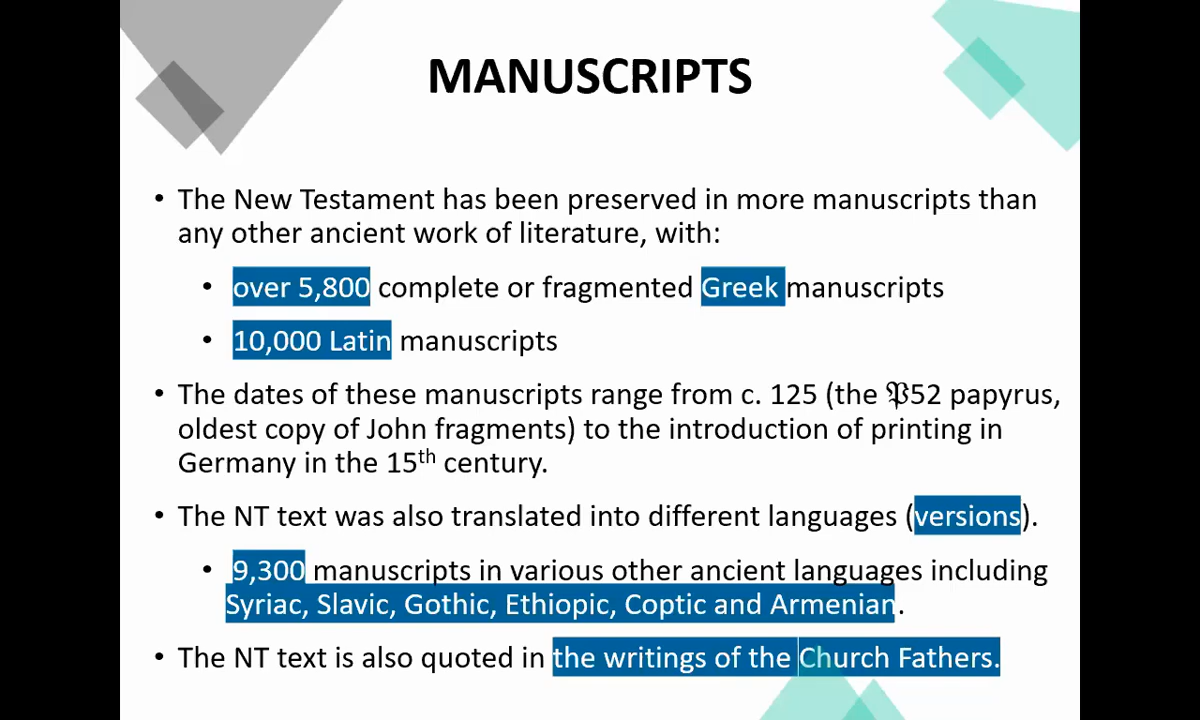 MANUSCRIPTS
• The New Testament has been preserved in more manuscripts than
any other ancient work of literature, with:
• over 5,800 complete or fragmented Greek manuscripts
• 10,000 Latin manuscripts
• The dates of these manuscripts range from c. 125 (the 𝔓52 papyrus,
oldest copy of John fragments) to the introduction of printing in
Germany in the 15th century.
• The NT text was also translated into different languages (versions).
• 9,300 manuscripts in various other ancient languages including
Syriac, Slavic, Gothic, Ethiopic, Coptic and Armenian.
• The NT text is also quoted in the writings of the Church Fathers.